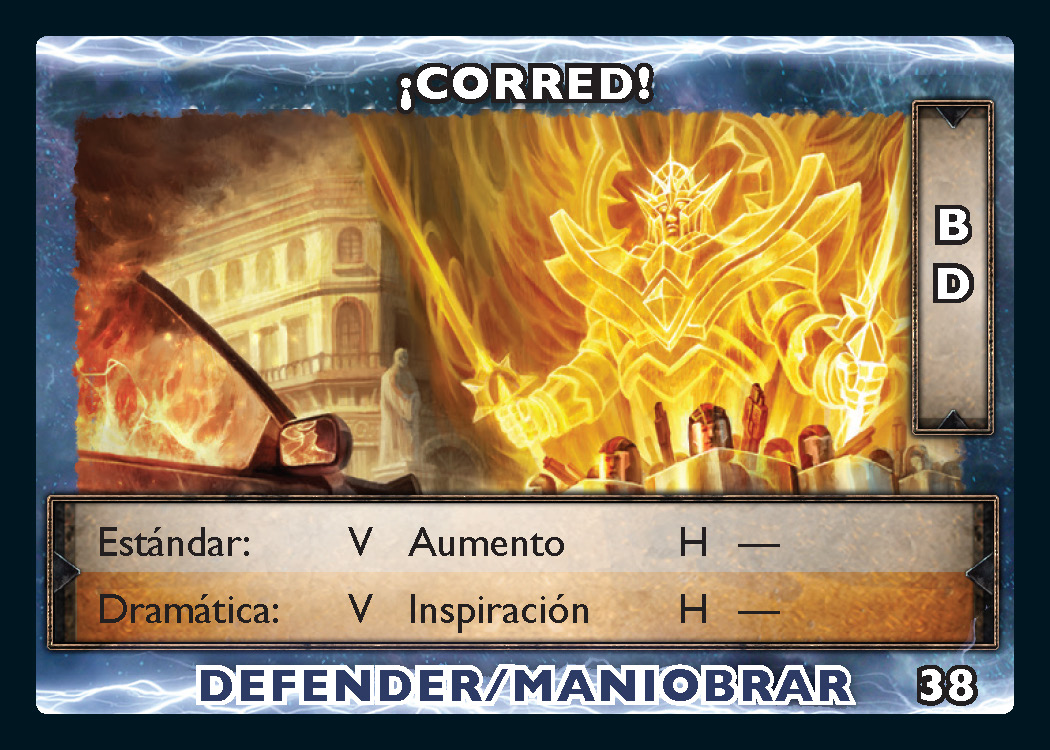 ¡CORRED!
B
D
Estándar: V Aumento H —
Dramática: V Inspiración H —
DEFENDER/MANIOBRAR 38